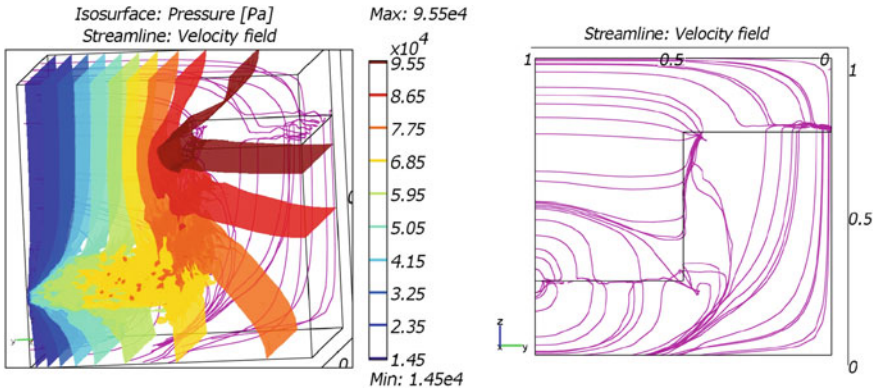 Isosurface: Pressure [Pa]
Streamline: Velocity field
Max: 9.55e4
x10^4
9.55
8.65
7.75
6.85
5.95
5.05
4.15
3.25
2.35
1.45
Min: 1.45e4
y
0
Streamline: Velocity field
1
0.5
0
1
0.5
0
z
x
y